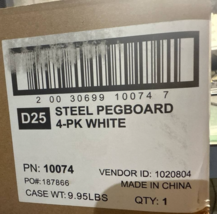 2 00 30699 10074 7
D25 STEEL PEGBOARD
4-PK WHITE
PN: 10074
VENDOR ID: 1020804
PO#:187866
MADE IN CHINA
CASE WT: 9.95LBS
QTY: 1